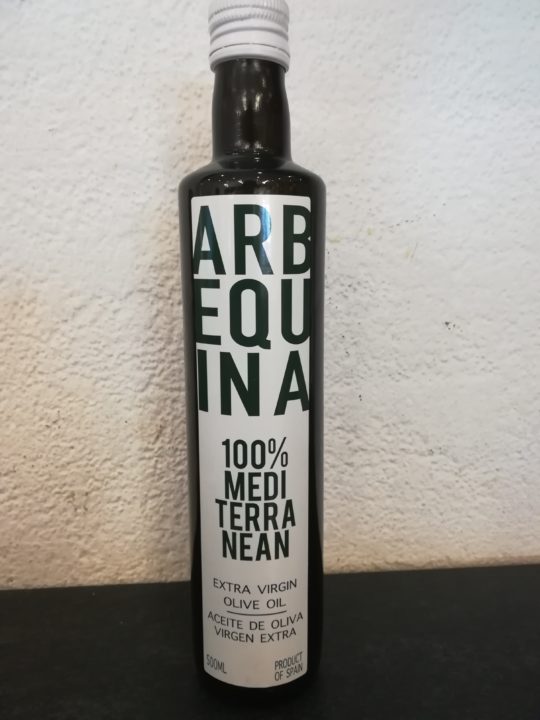 ARB
EQU
INA
100%
MEDI
TERRA
NEAN
EXTRA VIRGIN
OLIVE OIL
ACEITE DE OLIVA
VIRGEN EXTRA
500ML
PRODUCT
OF SPAIN